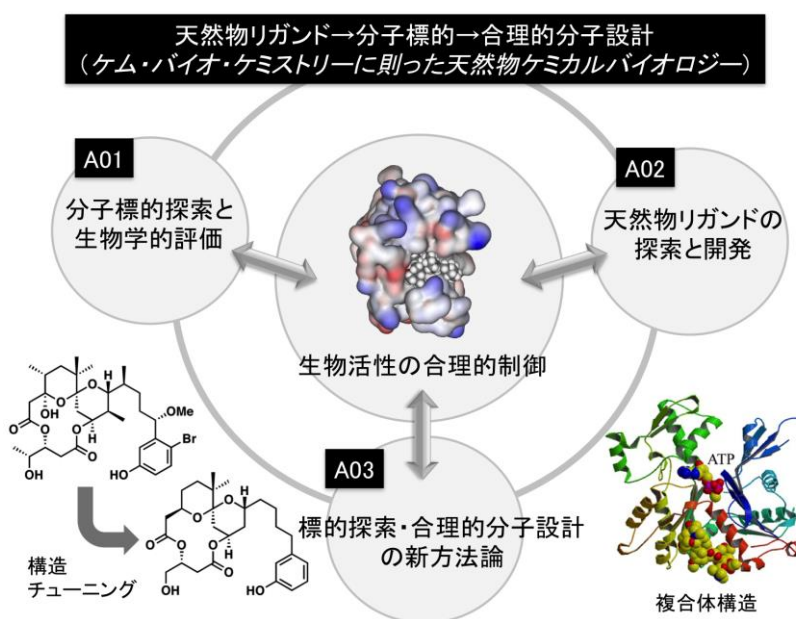 天然物リガンド→分子標的→合理的分子設計
(ケム・バイオ・ケミストリーに則った天然物ケミカルバイオロジー)
A01
分子標的探索と
生物学的評価
A02
天然物リガンドの
探索と開発
生物活性の合理的制御
A03
標的探索・合理的分子設計
の新方法論
OH
O
O
OMe
Br
O
O
O
O
HO
OH
構造
チューニング
O
O
O
O
O
O
OH
HO
ATP
複合体構造